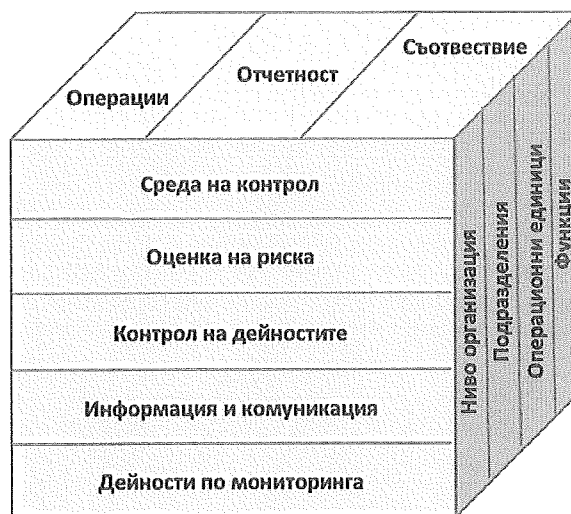 Операции
Отчетност
Съотвествие
Среда на контрол
Оценка на риска
Контрол на дейностите
Информация и комуникация
Дейности по мониторинга
Ниво организация
Подразделения
Операционни единици
Функции